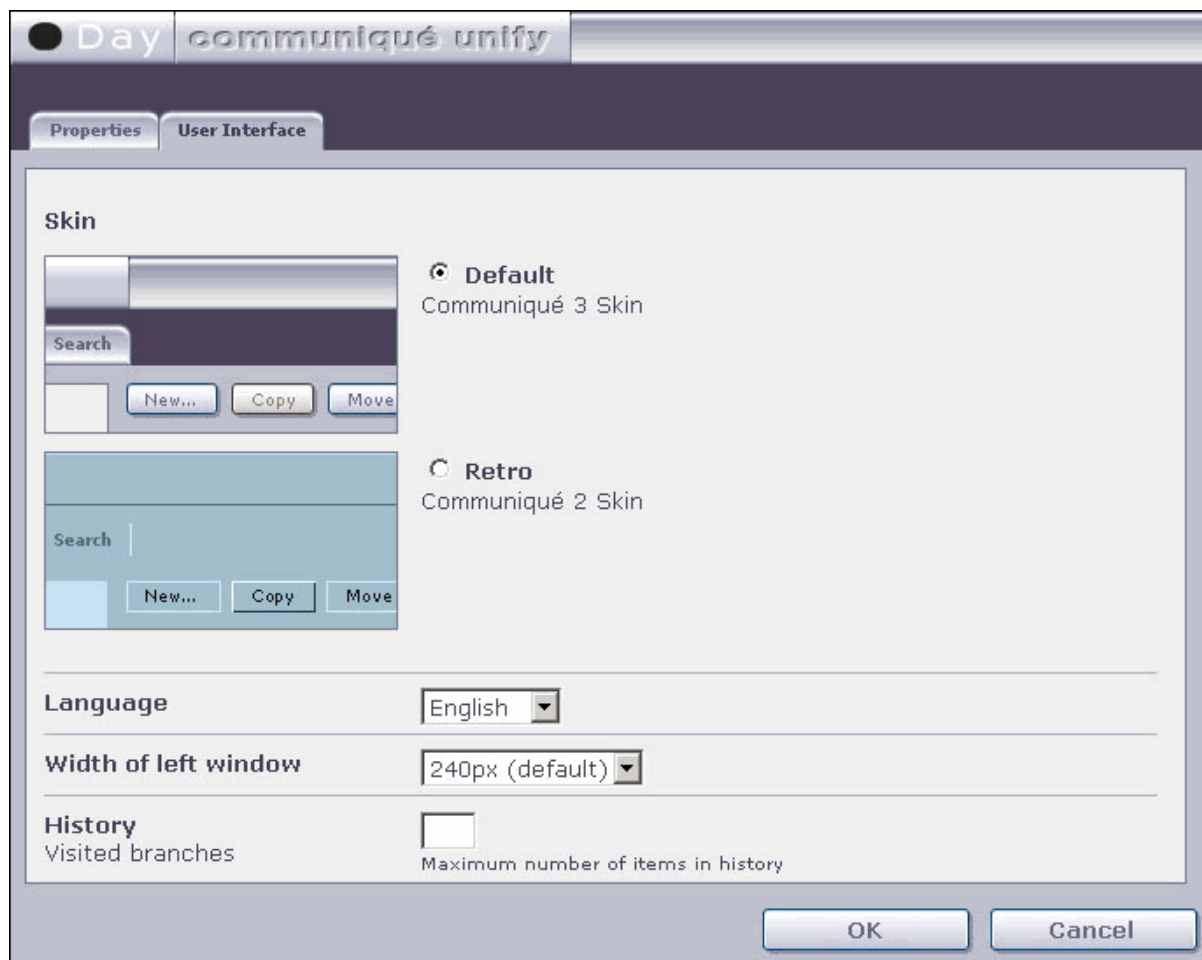 Day communiqué unify
Properties User Interface
Skin
Search
New... Copy Move
Default
Communiqué 3 Skin
Search
New... Copy Move
Retro
Communiqué 2 Skin
Language English
Width of left window 240px (default)
History
Visited branches
Maximum number of items in history
OK Cancel